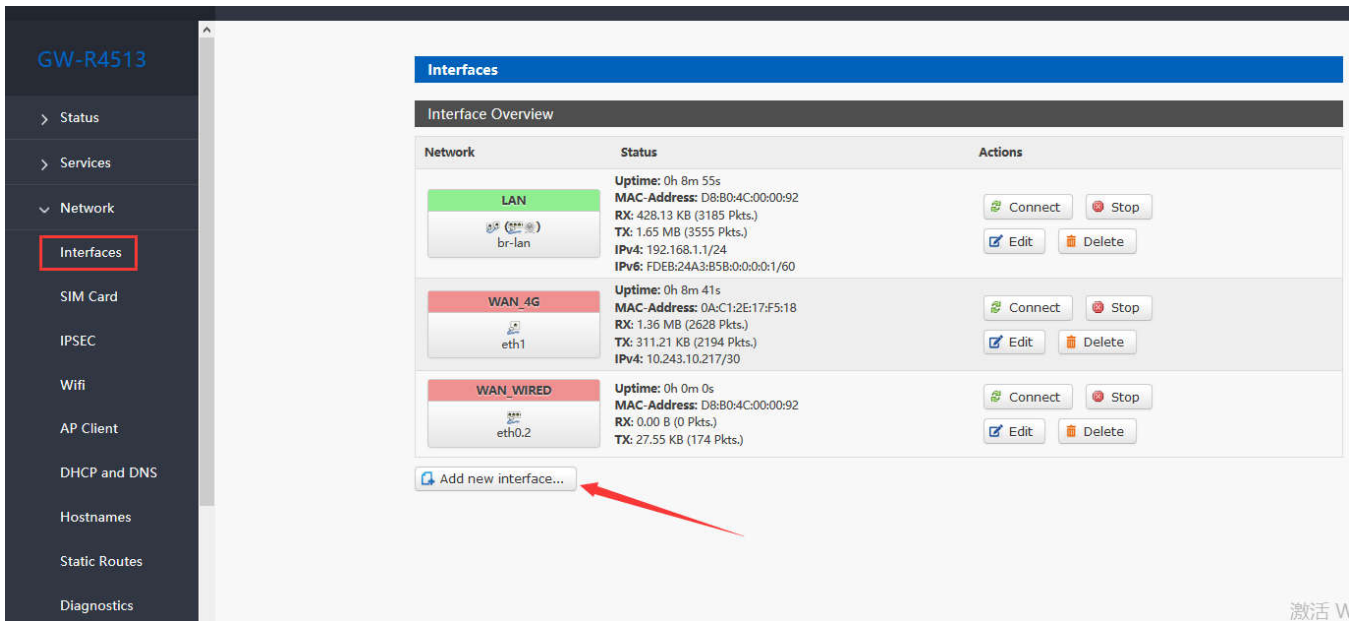 GW-R4513
Status
Services
Network
Interfaces
SIM Card
IPSEC
Wifi
AP Client
DHCP and DNS
Hostnames
Static Routes
Diagnostics
Interfaces
Interface Overview
Network Status Actions
LAN
br-lan
Uptime: 0h 8m 55s
MAC-Address: D8:B0:4C:00:00:92
RX: 428.13 KB (3185 Pkts.)
TX: 1.65 MB (3555 Pkts.)
IPv4: 192.168.1.1/24
IPv6: FDEB:24A3:B5B:0:0:0:0:1/60
Connect Stop
Edit Delete
WAN_4G
eth1
Uptime: 0h 8m 41s
MAC-Address: 0A:C1:2E:17:F5:18
RX: 1.36 MB (2628 Pkts.)
TX: 311.21 KB (2194 Pkts.)
IPv4: 10.243.10.217/30
Connect Stop
Edit Delete
WAN_WIRED
eth0.2
Uptime: 0h 0m 0s
MAC-Address: D8:B0:4C:00:00:92
RX: 0.00 B (0 Pkts.)
TX: 27.55 KB (174 Pkts.)
Connect Stop
Edit Delete
Add new interface...
激活 W